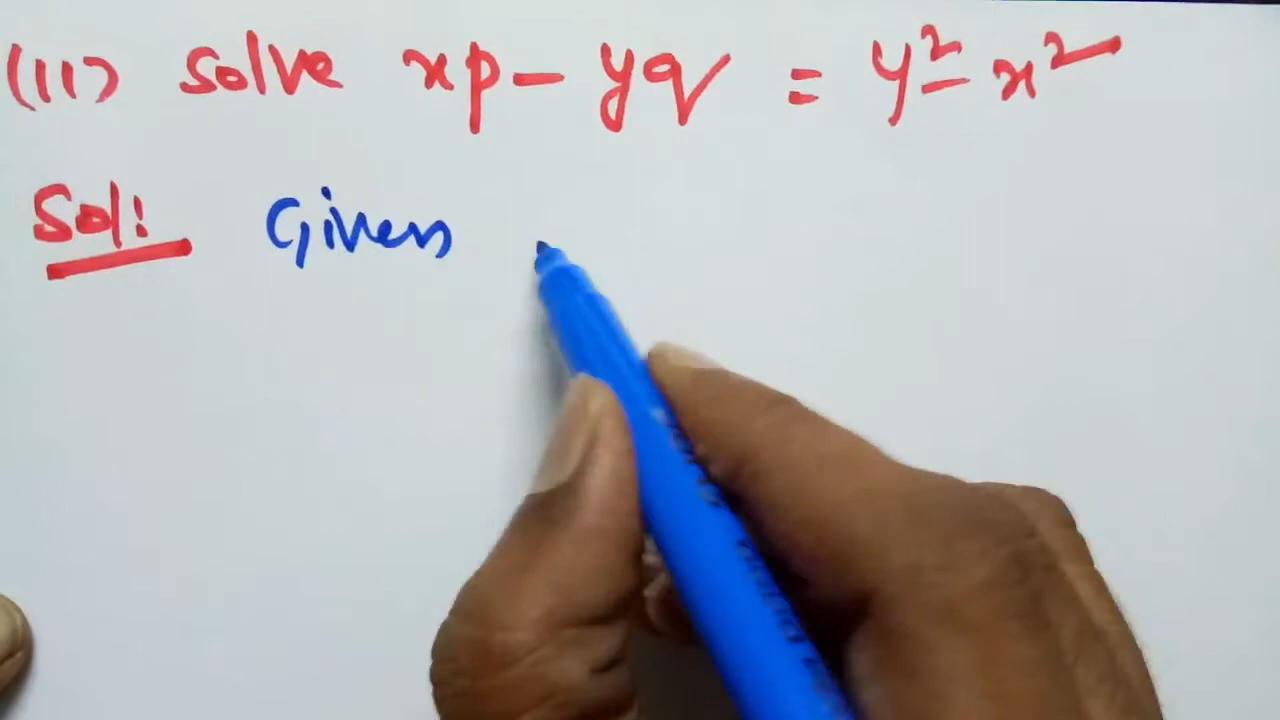 (11) solve xp - yq = y² - x²
Sol: Given